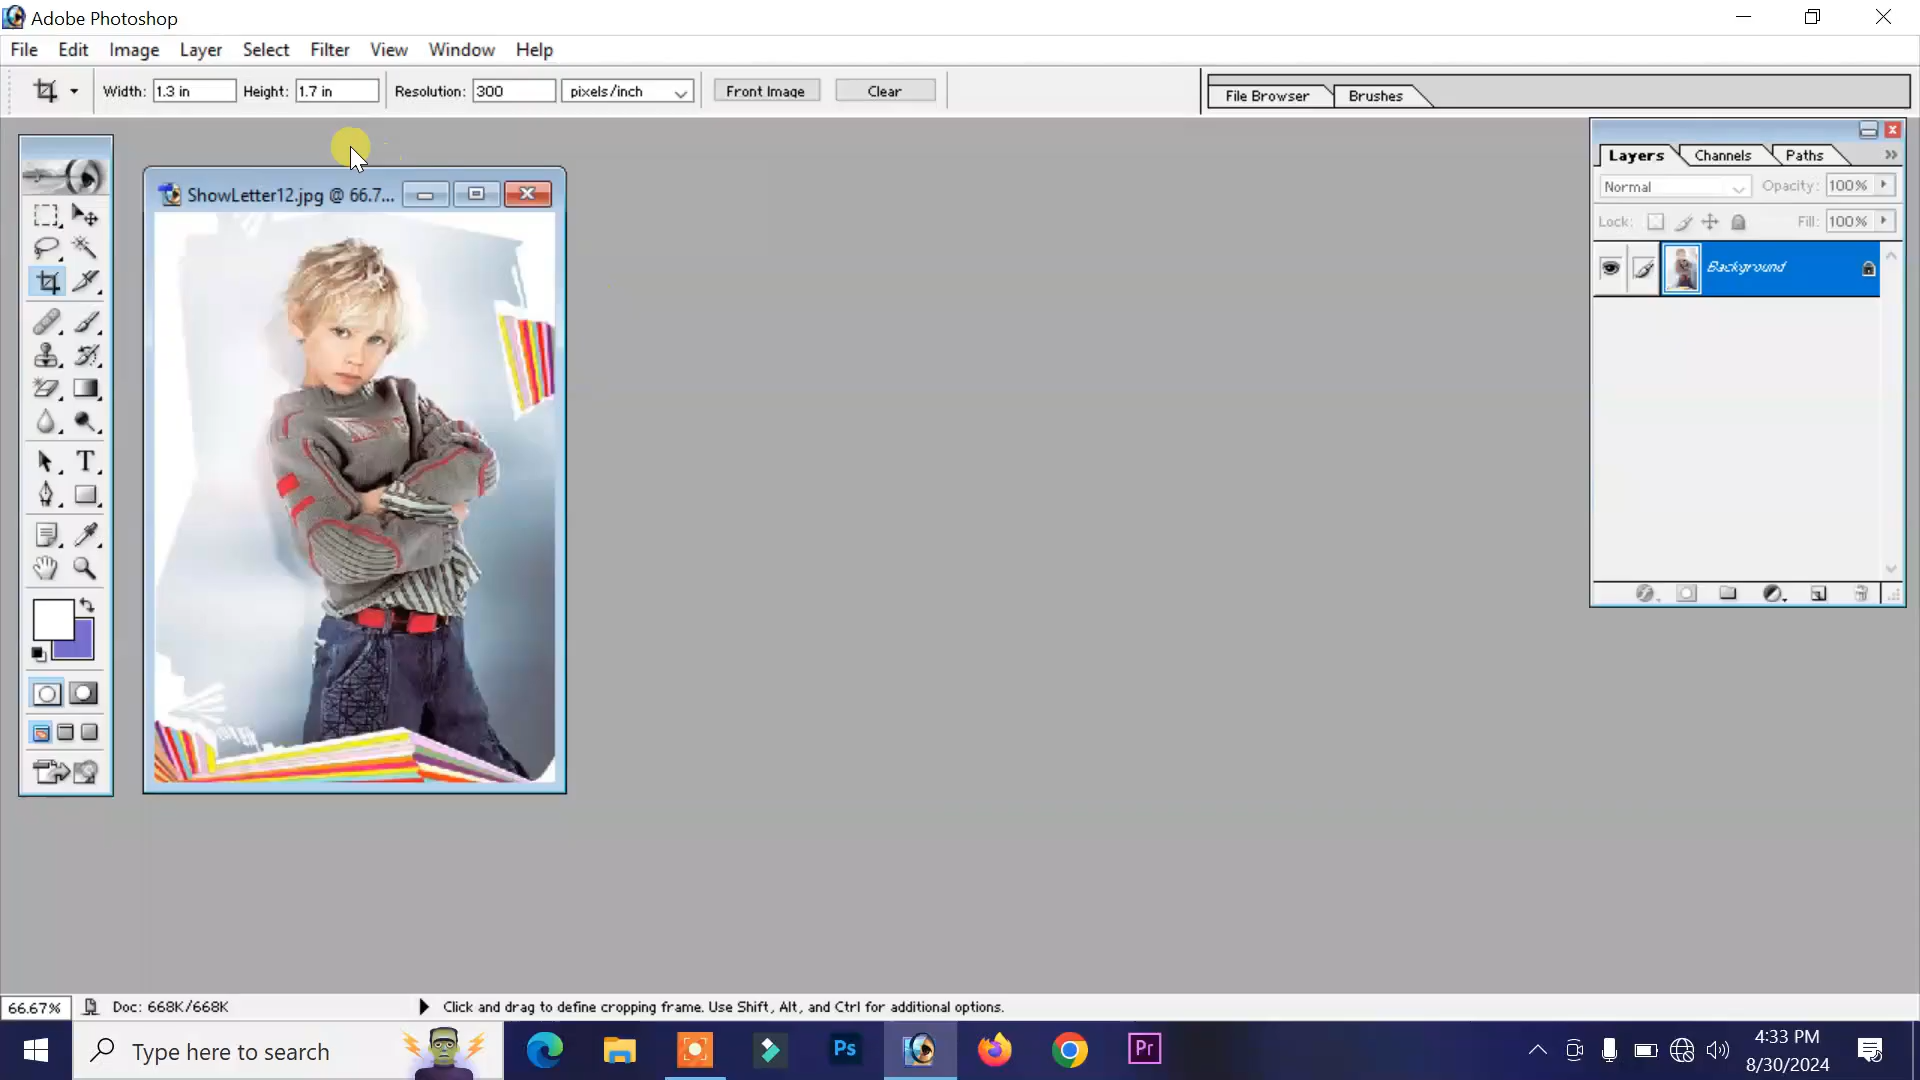 Adobe Photoshop
File Edit Image Layer Select Filter View Window Help
Width: 1.3 in Height: 1.7 in Resolution: 300 pixels/inch Front Image Clear File Browser Brushes
Layers Channels Paths
Normal Opacity: 100%
Lock: Fill: 100%
Background
ShowLetter12.jpg @ 66.7...
T
66.67% Doc: 668K/668K Click and drag to define cropping frame. Use Shift, Alt, and Ctrl for additional options.
Type here to search
Ps
Pr
4:33 PM
8/30/2024